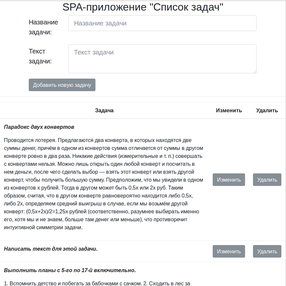 SPA-приложение "Список задач"
Название задачи:
Название задачи
Текст задачи:
Текст задачи
Добавить новую задачу
Задача Изменить Удалить
Парадокс двух конвертов
Проводится лотерея. Предлагаются два конверта, в которых находятся две
суммы денег, причём в одном из конвертов сумма отличается от суммы в другом
конверте ровно в два раза. Никакие действия (измерительные и т. п.) совершать
с конвертами нельзя. Можно лишь открыть один любой конверт и посчитать в
нем деньги, после чего сделать выбор — взять этот конверт или взять другой
конверт, чтобы получить большую сумму. Предположим, что мы увидели в одном
из конвертов x рублей. Тогда в другом может быть 0,5x или 2x руб. Таким
образом, считая, что в другом конверте равновероятно находится либо 0,5x,
либо 2x, определяем средний выигрыш в случае, если мы возьмём другой
конверт: (0,5x+2x)/2=1,25x рублей (соответственно, разумнее выбирать именно
его, хотя мы и не знаем, больше там денег или меньше), что противоречит
интуитивной симметрии задачи.
Изменить Удалить
Написать текст для этой задачи.
Изменить Удалить
Выполнить планы с 5-го по 17-й включительно.
1. Вспомнить детство и побегать за бабочками с сачком. 2. Сходить в лес за